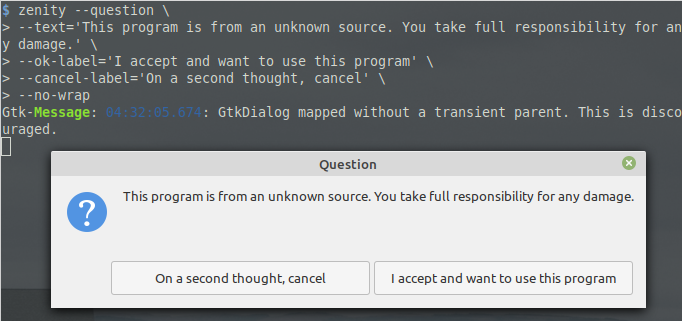 $ zenity --question \
> --text='This program is from an unknown source. You take full responsibility for an
y damage.' \
> --ok-label='I accept and want to use this program' \
> --cancel-label='On a second thought, cancel' \
> --no-wrap
Gtk-Message: 04:32:05.674: GtkDialog mapped without a transient parent. This is disco
uraged.
Question
This program is from an unknown source. You take full responsibility for any damage.
On a second thought, cancel
I accept and want to use this program